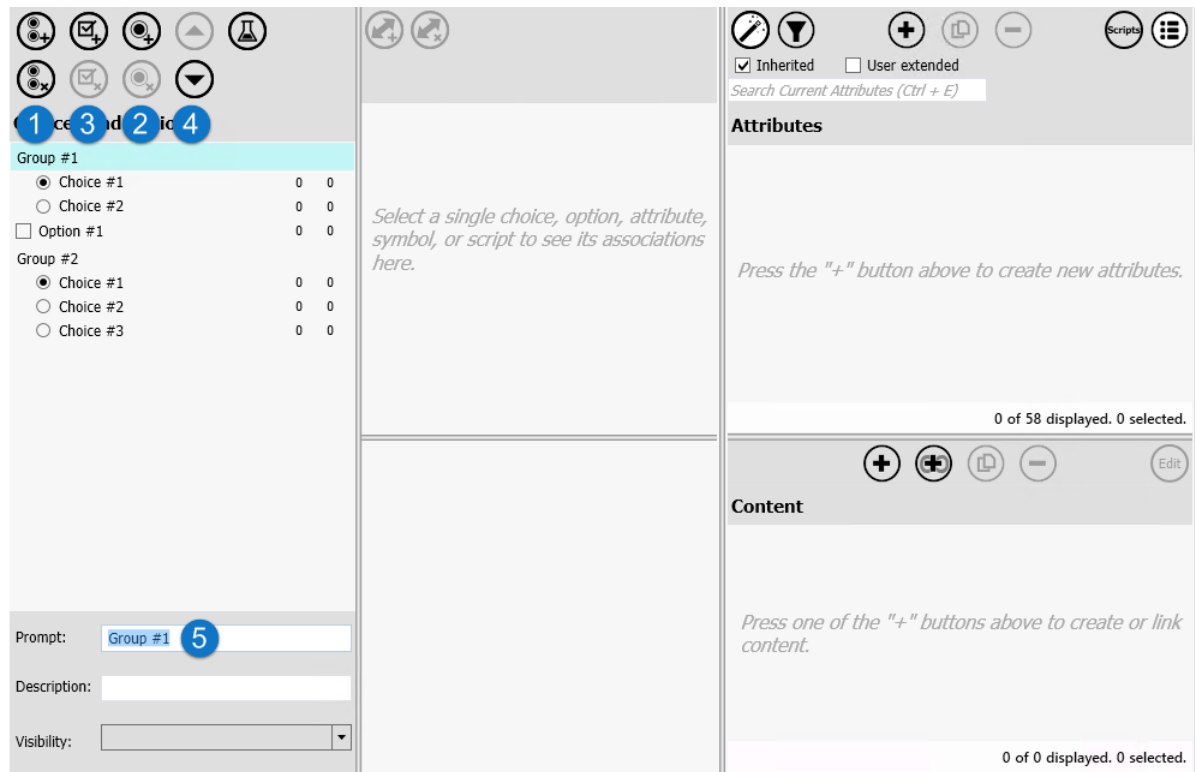 Scripts
Inherited
User extended
Search Current Attributes (Ctrl + E)
1
3
2
4
Attributes
Group #1
Choice #1 0 0
Choice #2 0 0
Option #1 0 0
Group #2
Choice #1 0 0
Choice #2 0 0
Choice #3 0 0
Select a single choice, option, attribute,
symbol, or script to see its associations
here.
Press the "+" button above to create new attributes.
0 of 58 displayed. 0 selected.
Edit
Content
Press one of the "+" buttons above to create or link
content.
0 of 0 displayed. 0 selected.
Prompt: Group #1 5
Description:
Visibility: